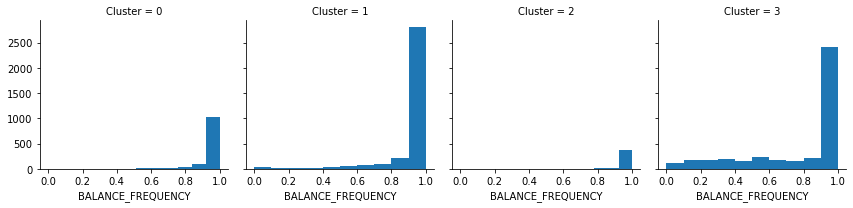 Cluster = 0
Cluster = 1
Cluster = 2
Cluster = 3
2500
2000
1500
1000
500
0
0.0 0.2 0.4 0.6 0.8 1.0
0.0 0.2 0.4 0.6 0.8 1.0
0.0 0.2 0.4 0.6 0.8 1.0
0.0 0.2 0.4 0.6 0.8 1.0
BALANCE_FREQUENCY
BALANCE_FREQUENCY
BALANCE_FREQUENCY
BALANCE_FREQUENCY